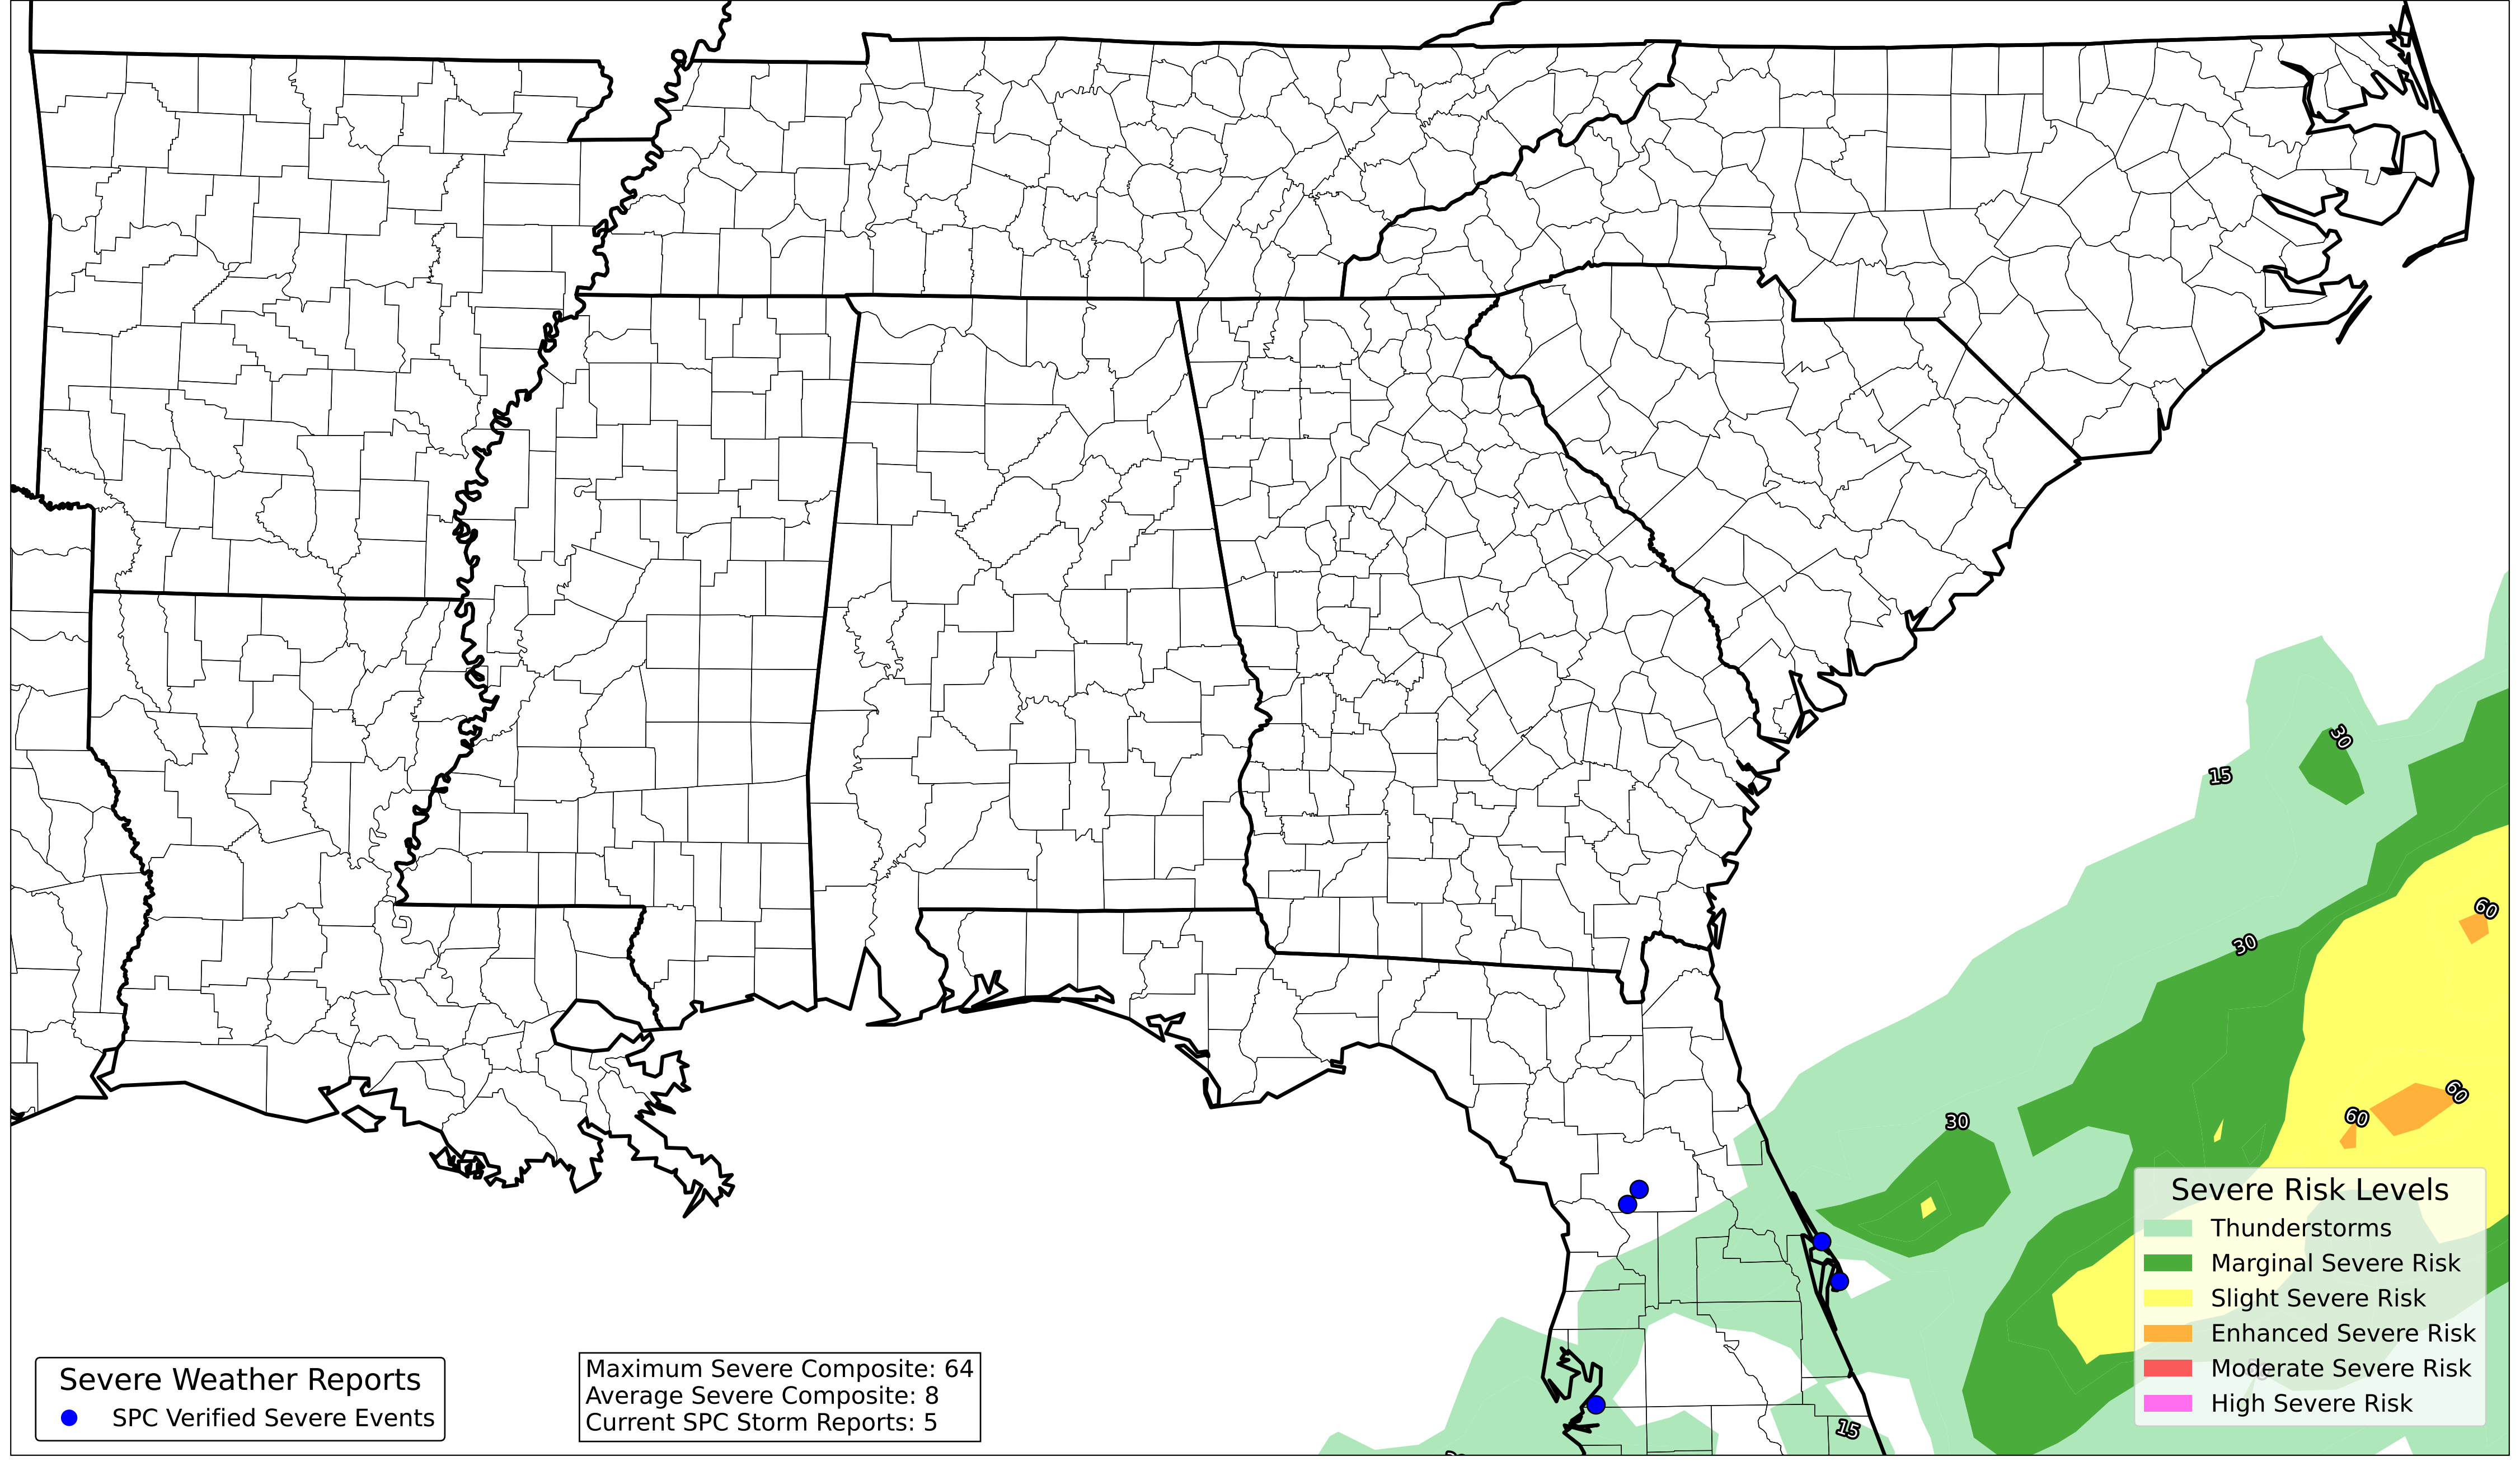 30
15
60
30
60
60
30
Severe Risk Levels
Thunderstorms
Marginal Severe Risk
Slight Severe Risk
Enhanced Severe Risk
Moderate Severe Risk
High Severe Risk
Severe Weather Reports
SPC Verified Severe Events
Maximum Severe Composite: 64
Average Severe Composite: 8
Current SPC Storm Reports: 5
15